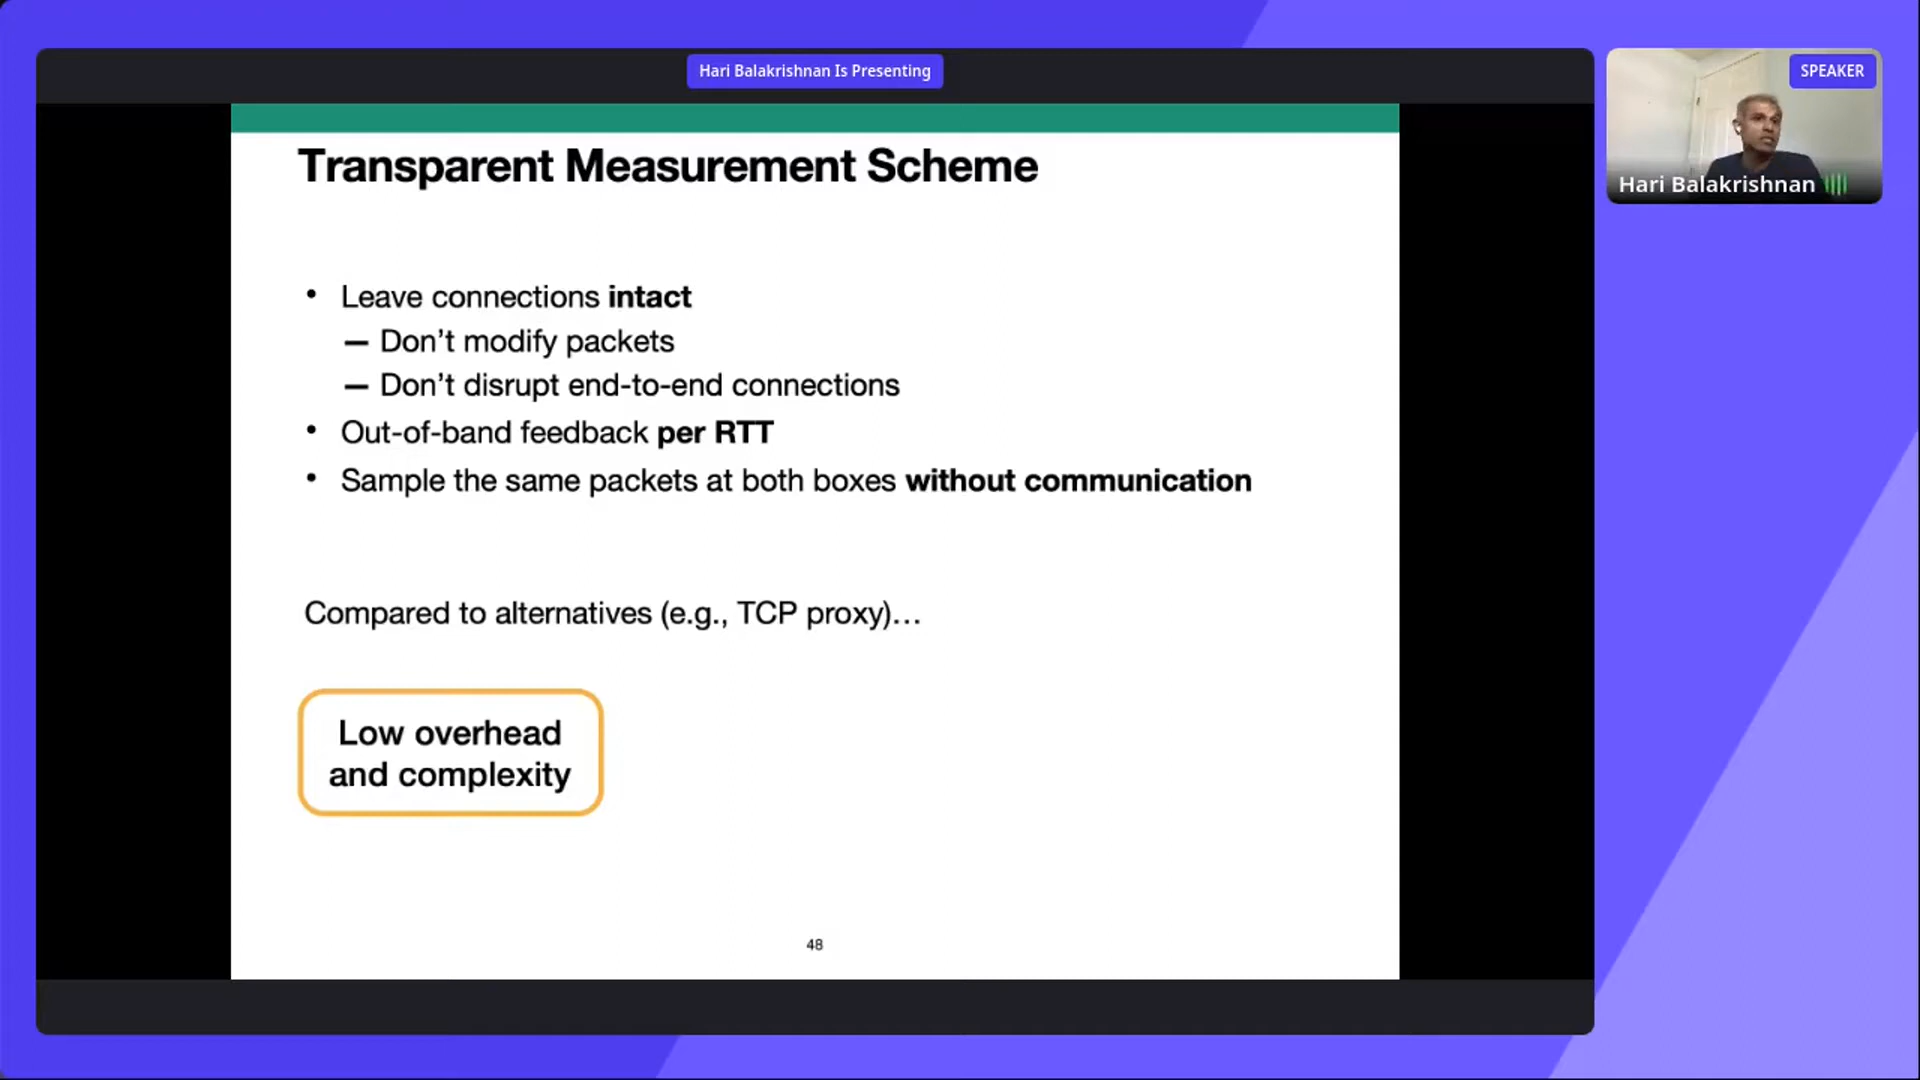 Hari Balakrishnan Is Presenting
SPEAKER
Hari Balakrishnan
Transparent Measurement Scheme
• Leave connections intact
— Don’t modify packets
— Don’t disrupt end-to-end connections
• Out-of-band feedback per RTT
• Sample the same packets at both boxes without communication
Compared to alternatives (e.g., TCP proxy)…
Low overhead
and complexity
48